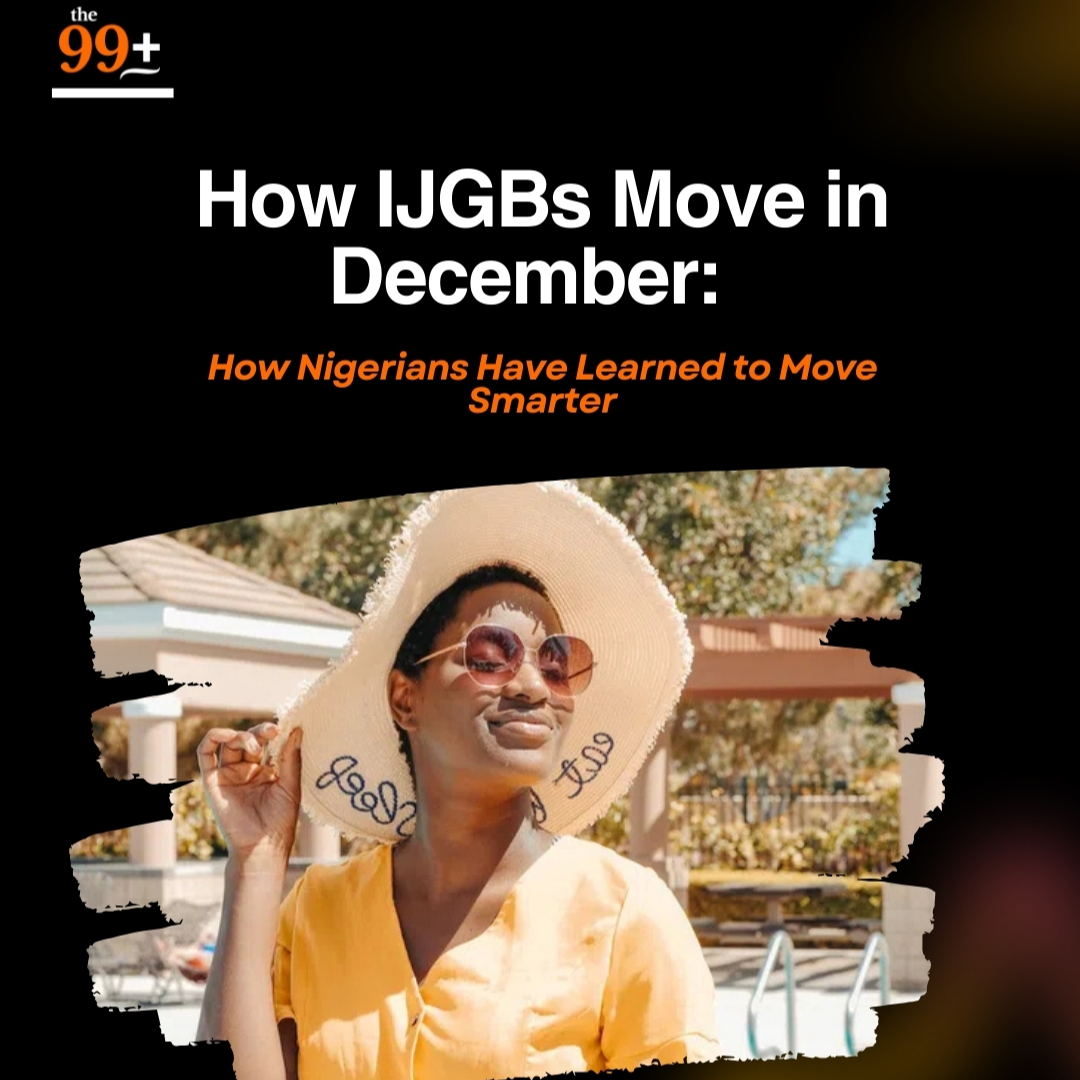 the
99±
How IJGBs Move in
December:
How Nigerians Have Learned to Move
Smarter